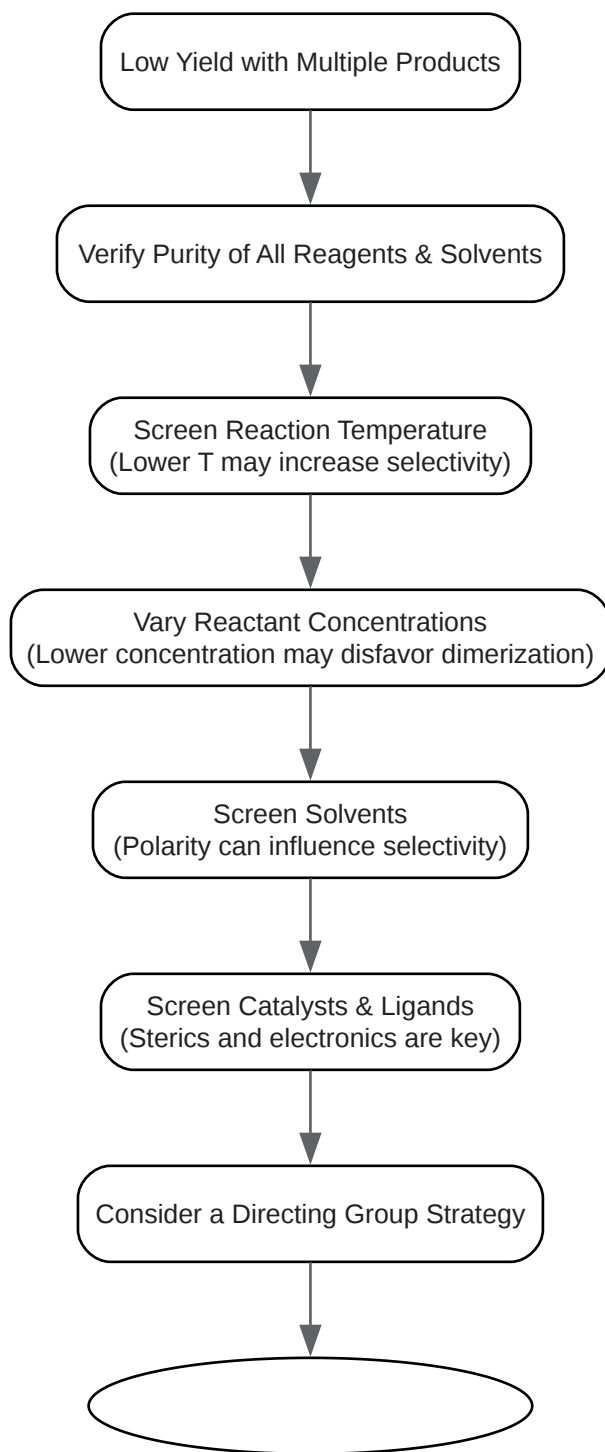 Low Yield with Multiple Products
Verify Purity of All Reagents & Solvents
Screen Reaction Temperature
(Lower T may increase selectivity)
Vary Reactant Concentrations
(Lower concentration may disfavor dimerization)
Screen Solvents
(Polarity can influence selectivity)
Screen Catalysts & Ligands
(Sterics and electronics are key)
Consider a Directing Group Strategy